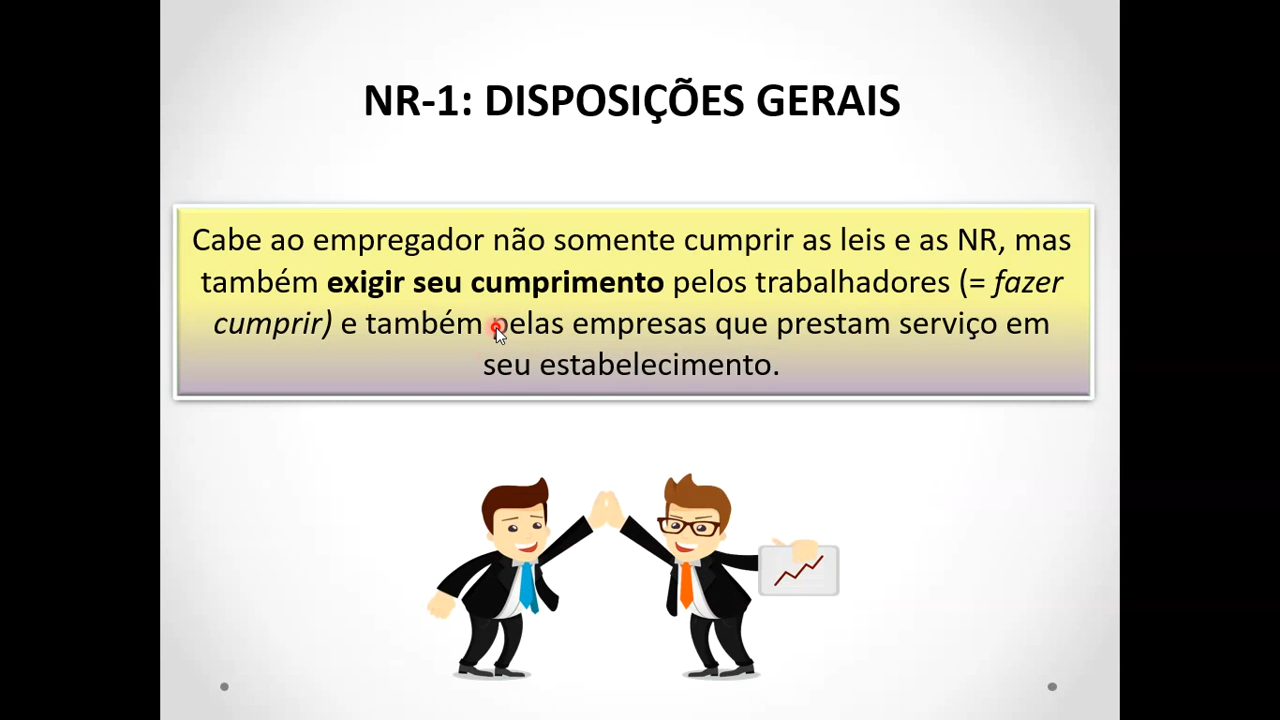 NR-1: DISPOSIÇÕES GERAIS
Cabe ao empregador não somente cumprir as leis e as NR, mas
também exigir seu cumprimento pelos trabalhadores (= fazer
cumprir) e também pelas empresas que prestam serviço em
seu estabelecimento.